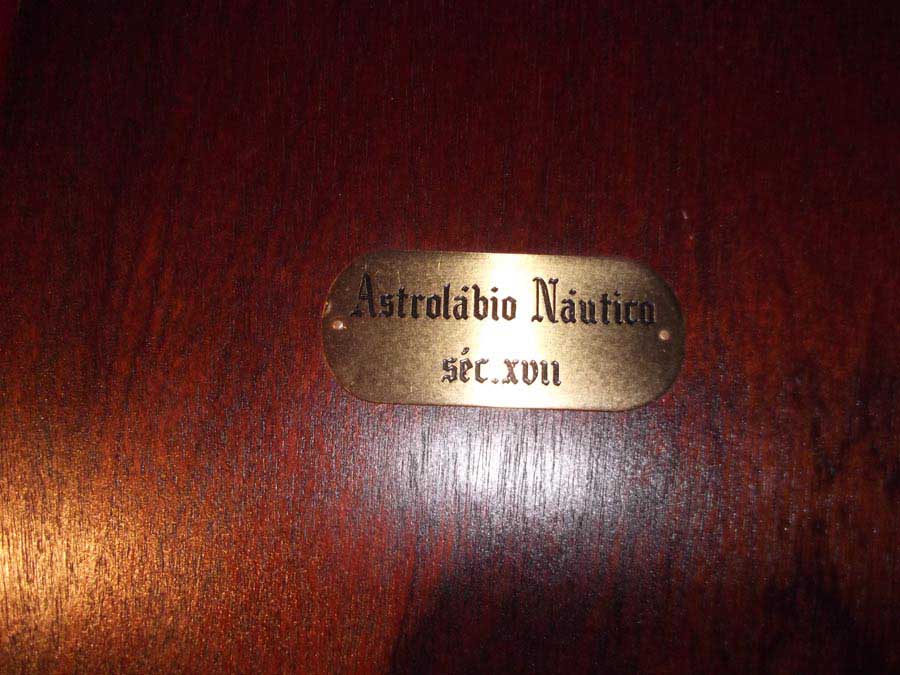 Astrolábio Náutico
séc.xvii